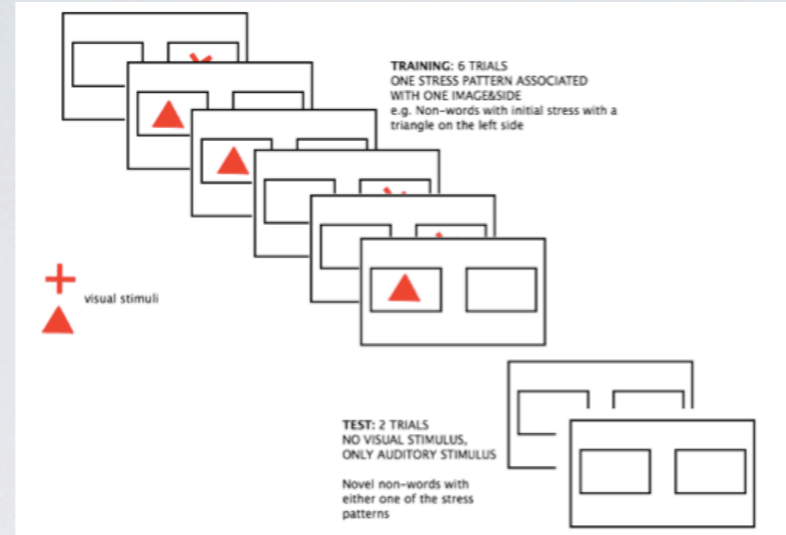 TRAINING: 6 TRIALS
ONE STRESS PATTERN ASSOCIATED
WITH ONE IMAGE&SIDE
e.g. Non-words with initial stress with a
triangle on the left side
visual stimuli
TEST: 2 TRIALS
NO VISUAL STIMULUS,
ONLY AUDITORY STIMULUS
Novel non-words with
either one of the stress
patterns